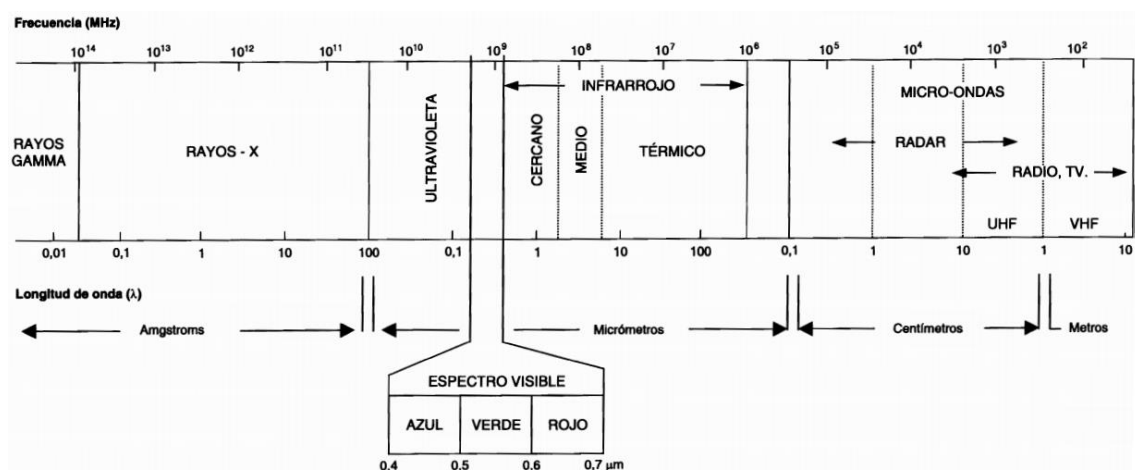 Frecuencia (MHz)
10¹⁴ 10¹³ 10¹² 10¹¹ 10¹⁰ 10⁹ 10⁸ 10⁷ 10⁶ 10⁵ 10⁴ 10³ 10²
RAYOS GAMMA
RAYOS - X
ULTRAVIOLETA
INFRARROJO
CERCANO
MEDIO
TÉRMICO
MICRO-ONDAS
RADAR
RADIO, TV.
UHF VHF
0,01 0,1 1 10 100 0,1 1 10 100 0,1 1 10 1 10
Longitud de onda (λ)
Amgstroms Micrómetros Centímetros Metros
ESPECTRO VISIBLE
AZUL VERDE ROJO
0,4 0,5 0,6 0,7 μm